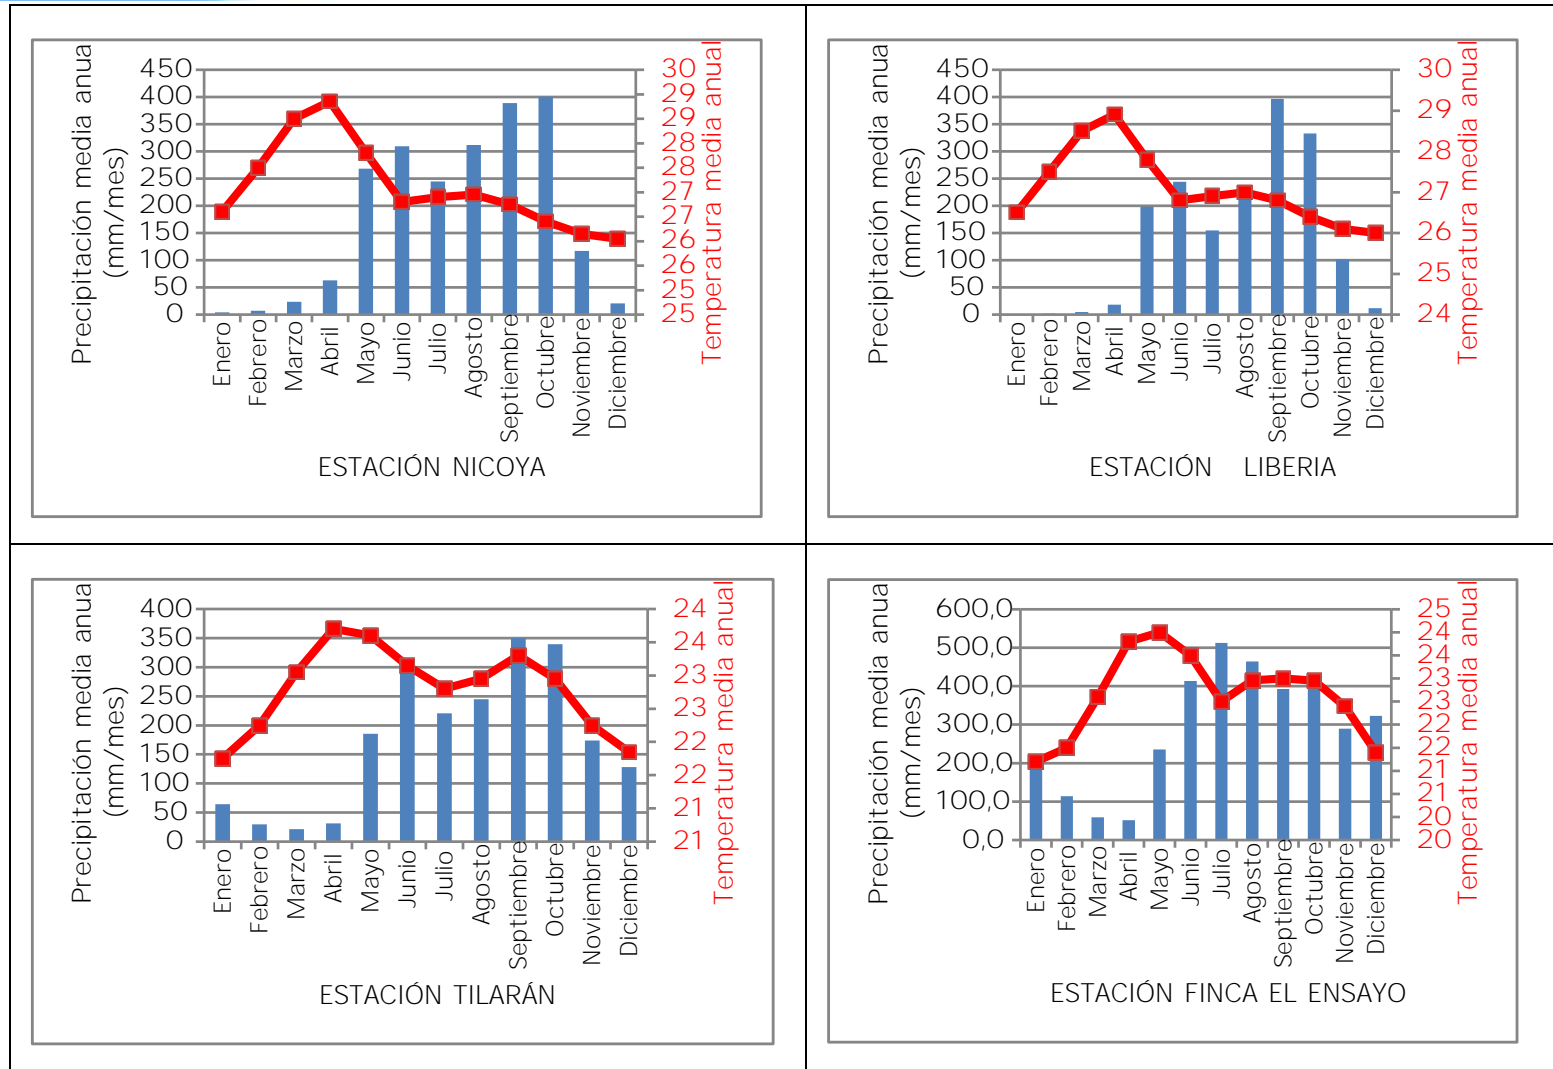 Precipitación media anua
(mm/mes)
450
400
350
300
250
200
150
100
50
0
30
29
29
28
28
27
27
26
26
25
25
Temperatura media anual
Enero
Febrero
Marzo
Abril
Mayo
Junio
Julio
Agosto
Septiembre
Octubre
Noviembre
Diciembre
ESTACIÓN NICOYA
Precipitación media anua
(mm/mes)
450
400
350
300
250
200
150
100
50
0
30
29
28
27
26
25
24
Temperatura media anual
Enero
Febrero
Marzo
Abril
Mayo
Junio
Julio
Agosto
Septiembre
Octubre
Noviembre
Diciembre
ESTACIÓN LIBERIA
Precipitación media anua
(mm/mes)
400
350
300
250
200
150
100
50
0
24
24
23
23
22
22
21
21
Temperatura media anual
Enero
Febrero
Marzo
Abril
Mayo
Junio
Julio
Agosto
Septiembre
Octubre
Noviembre
Diciembre
ESTACIÓN TILARÁN
Precipitación media anua
(mm/mes)
600,0
500,0
400,0
300,0
200,0
100,0
0,0
25
24
24
23
23
22
22
21
21
20
20
Temperatura media anual
Enero
Febrero
Marzo
Abril
Mayo
Junio
Julio
Agosto
Septiembre
Octubre
Noviembre
Diciembre
ESTACIÓN FINCA EL ENSAYO